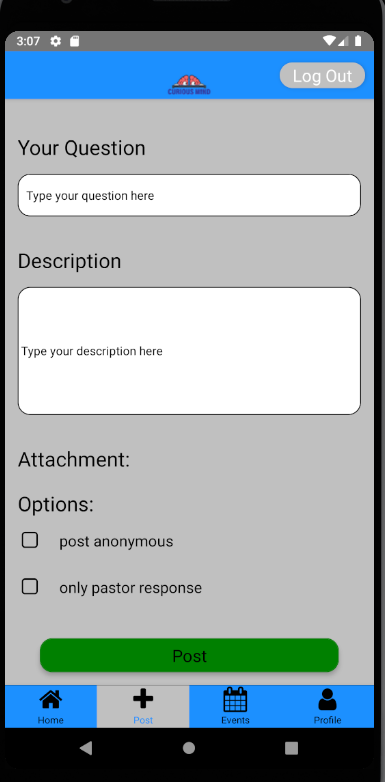 3:07
CURIOUS MIND
Log Out
Your Question
Type your question here
Description
Type your description here
Attachment:
Options:
post anonymous
only pastor response
Post
Home
Post
Events
Profile